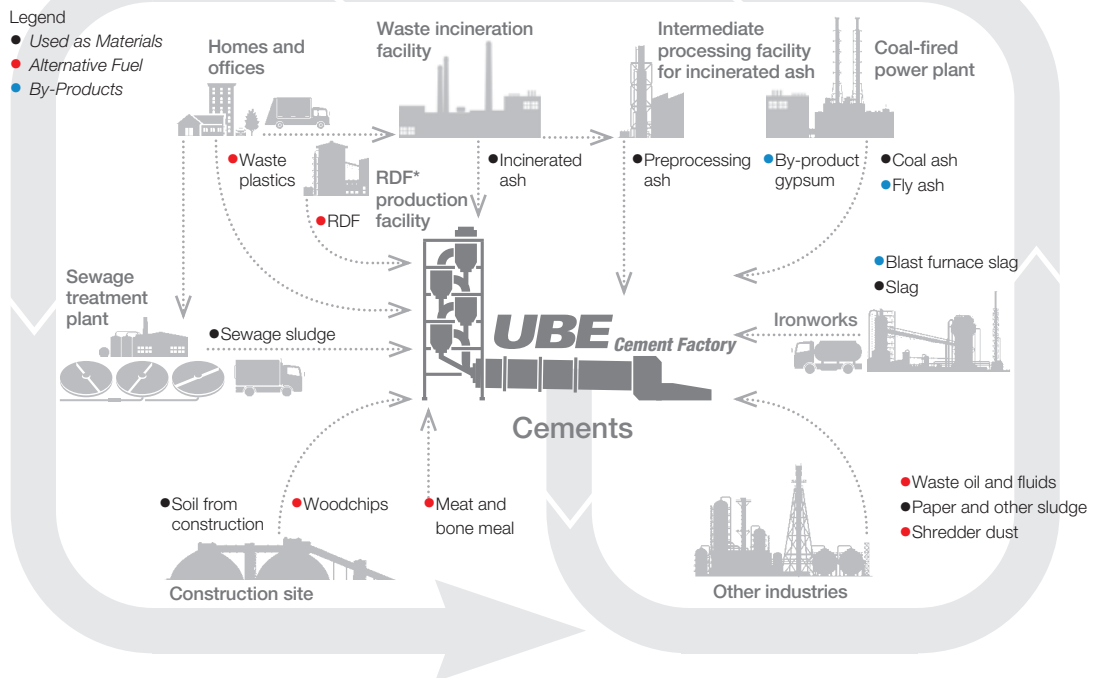 Legend
● Used as Materials
● Alternative Fuel
● By-Products
Homes and
offices
Waste incineration
facility
Intermediate
processing facility
for incinerated ash
Coal-fired
power plant
●Waste
plastics
RDF*
production
facility
●RDF
●Incinerated
ash
●Preprocessing
ash
●By-product
gypsum
●Coal ash
●Fly ash
Sewage
treatment
plant
●Sewage sludge
UBE Cement Factory
Cements
Ironworks
●Blast furnace slag
●Slag
●Soil from
construction
●Woodchips
●Meat and
bone meal
Construction site
●Waste oil and fluids
●Paper and other sludge
●Shredder dust
Other industries